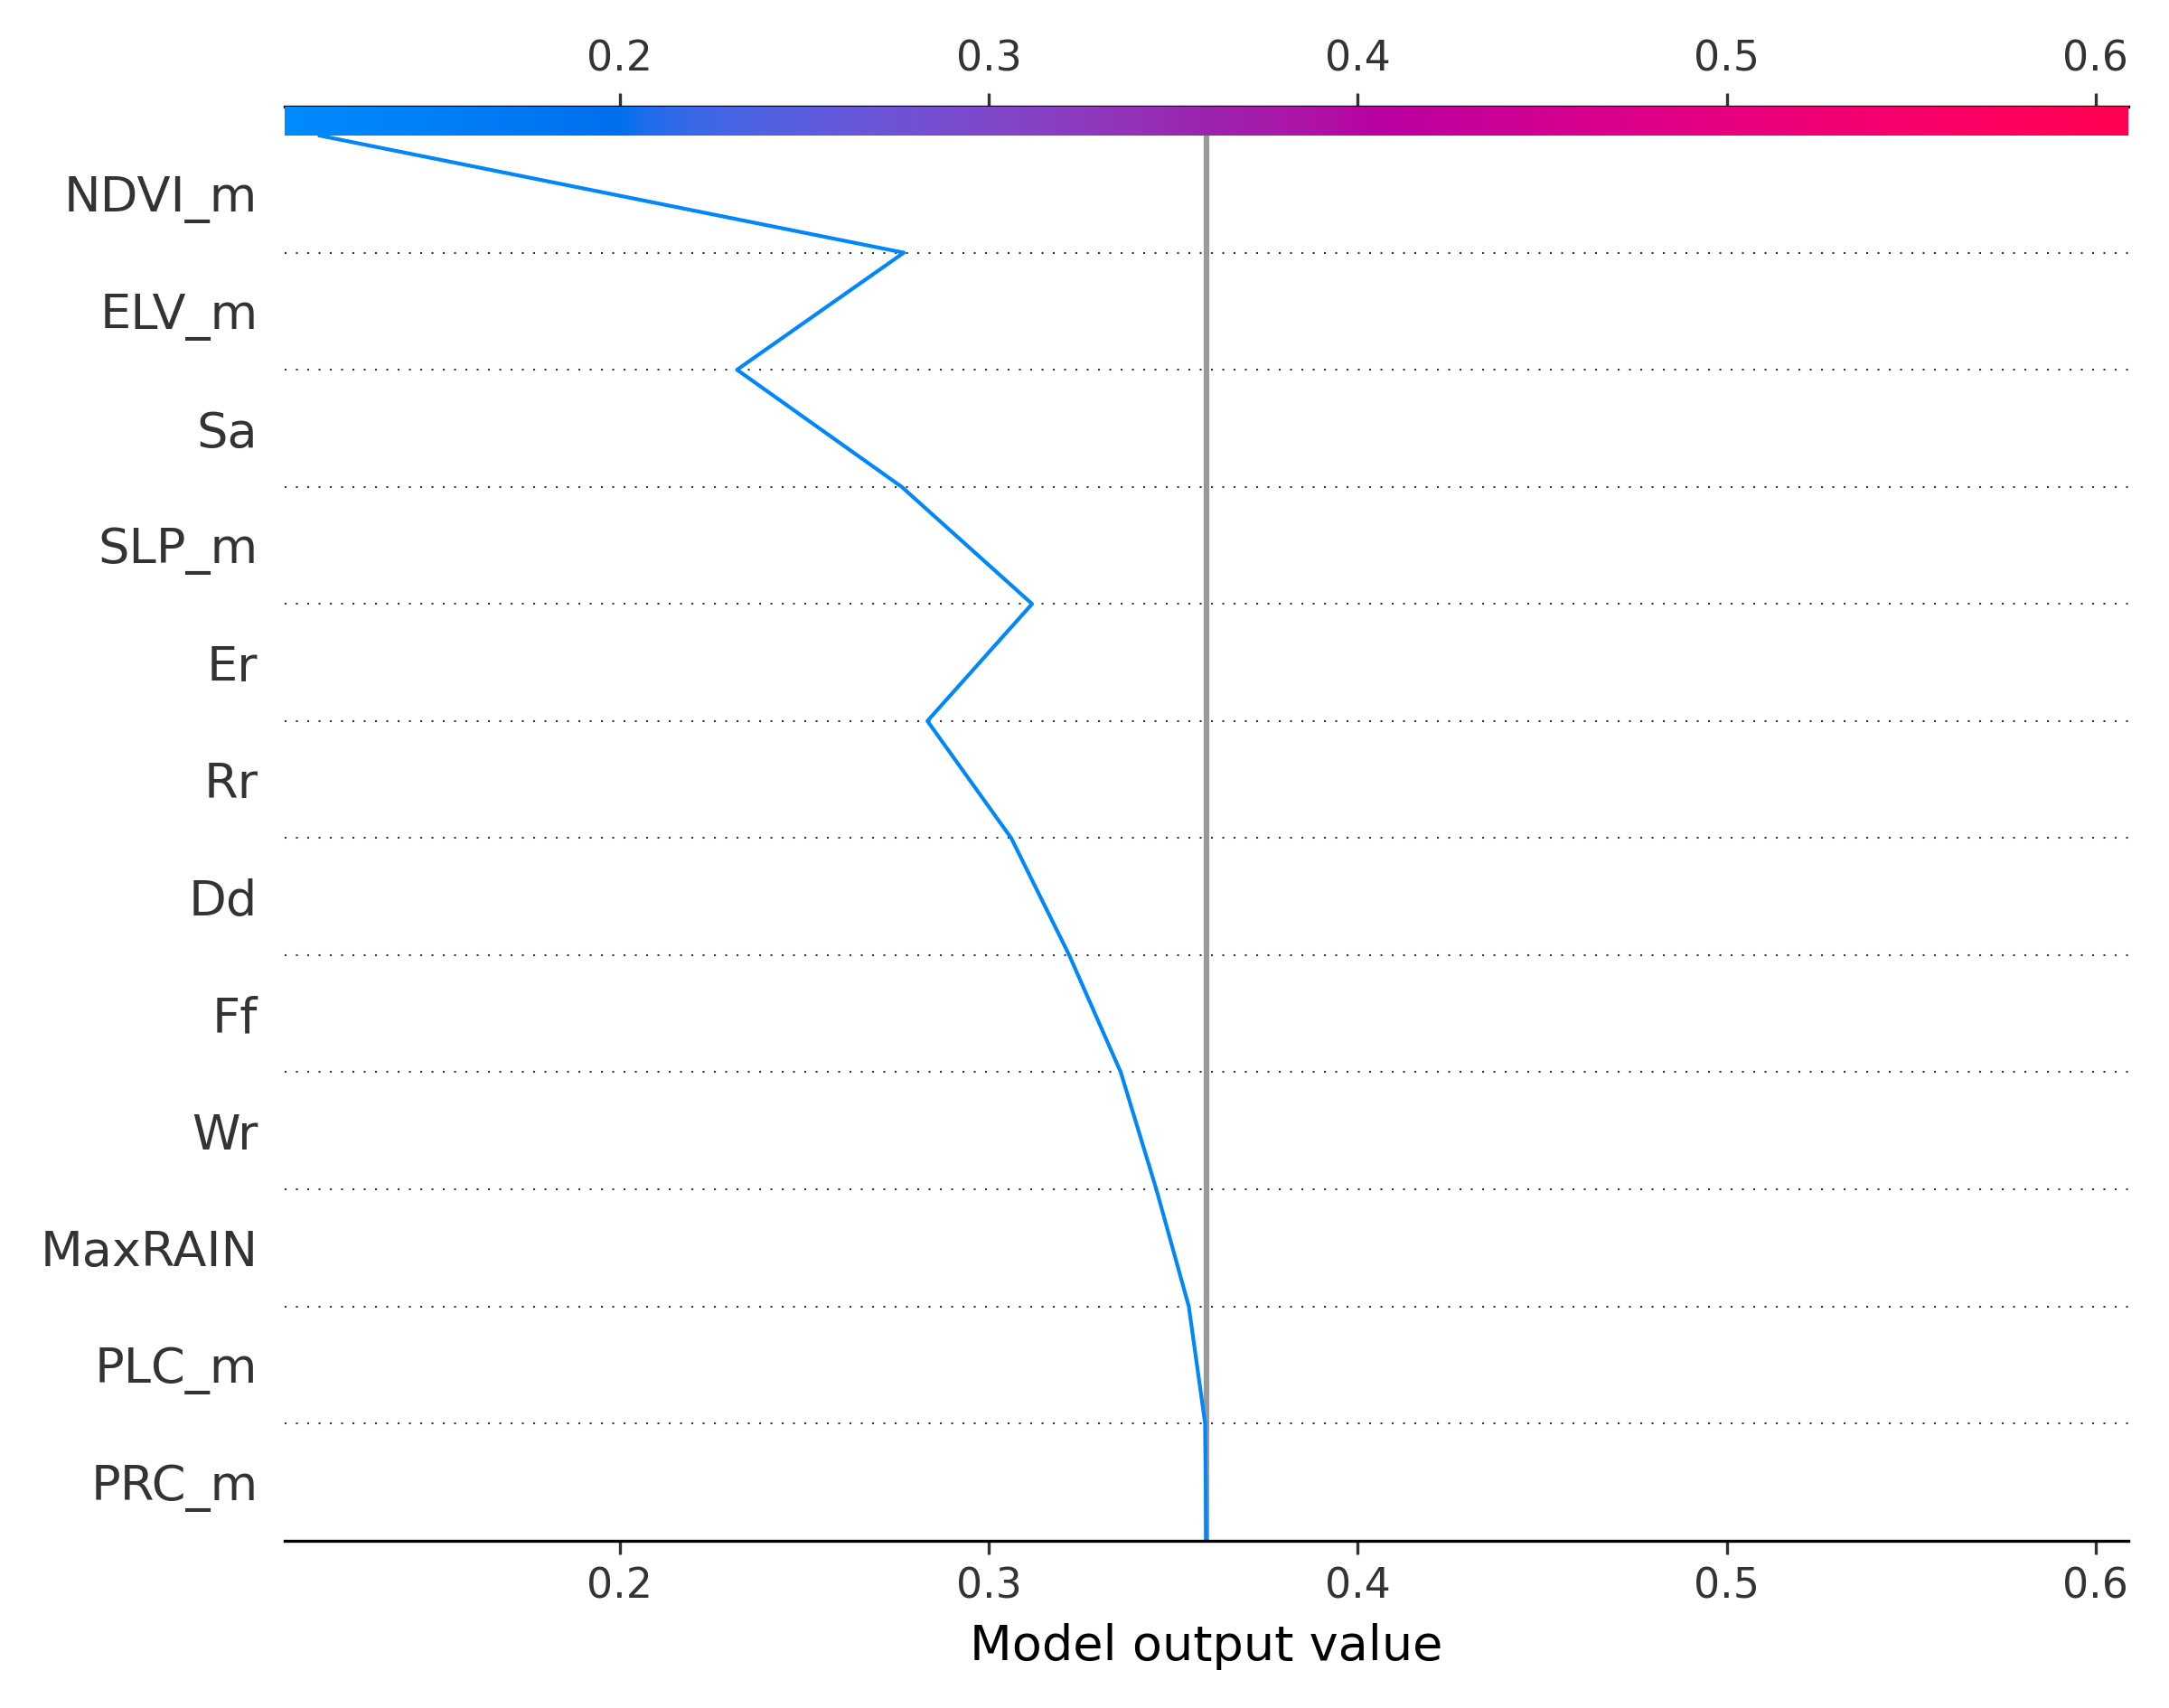 0.2 0.3 0.4 0.5 0.6
NDVI_m
ELV_m
Sa
SLP_m
Er
Rr
Dd
Ff
Wr
MaxRAIN
PLC_m
PRC_m
0.2 0.3 0.4 0.5 0.6
Model output value